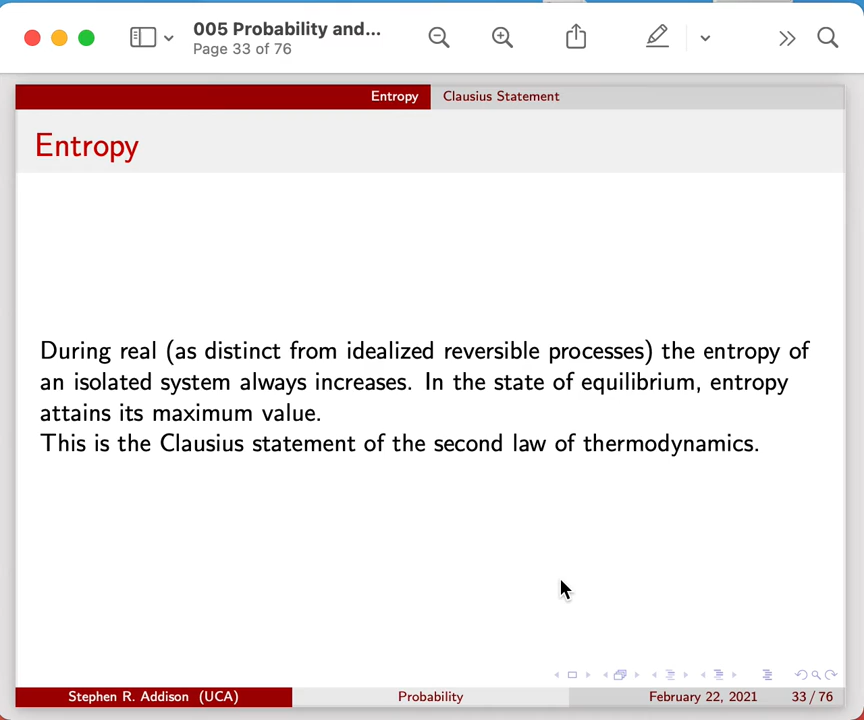 005 Probability and...
Page 33 of 76
Entropy Clausius Statement
Entropy
During real (as distinct from idealized reversible processes) the entropy of
an isolated system always increases. In the state of equilibrium, entropy
attains its maximum value.
This is the Clausius statement of the second law of thermodynamics.
Stephen R. Addison (UCA) Probability February 22, 2021 33 / 76